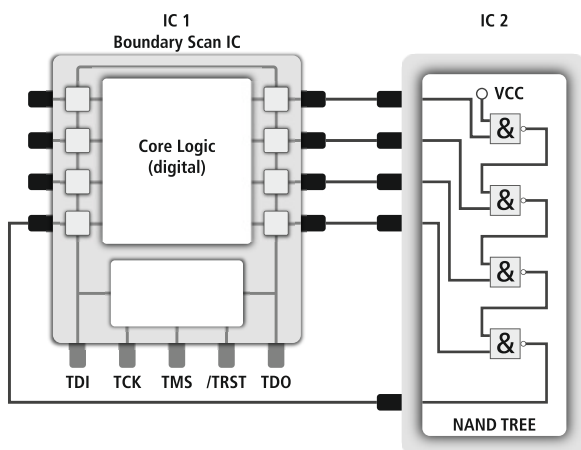 IC 1
Boundary Scan IC
IC 2
VCC
&
Core Logic
(digital)
&
&
&
TDI TCK TMS /TRST TDO
NAND TREE